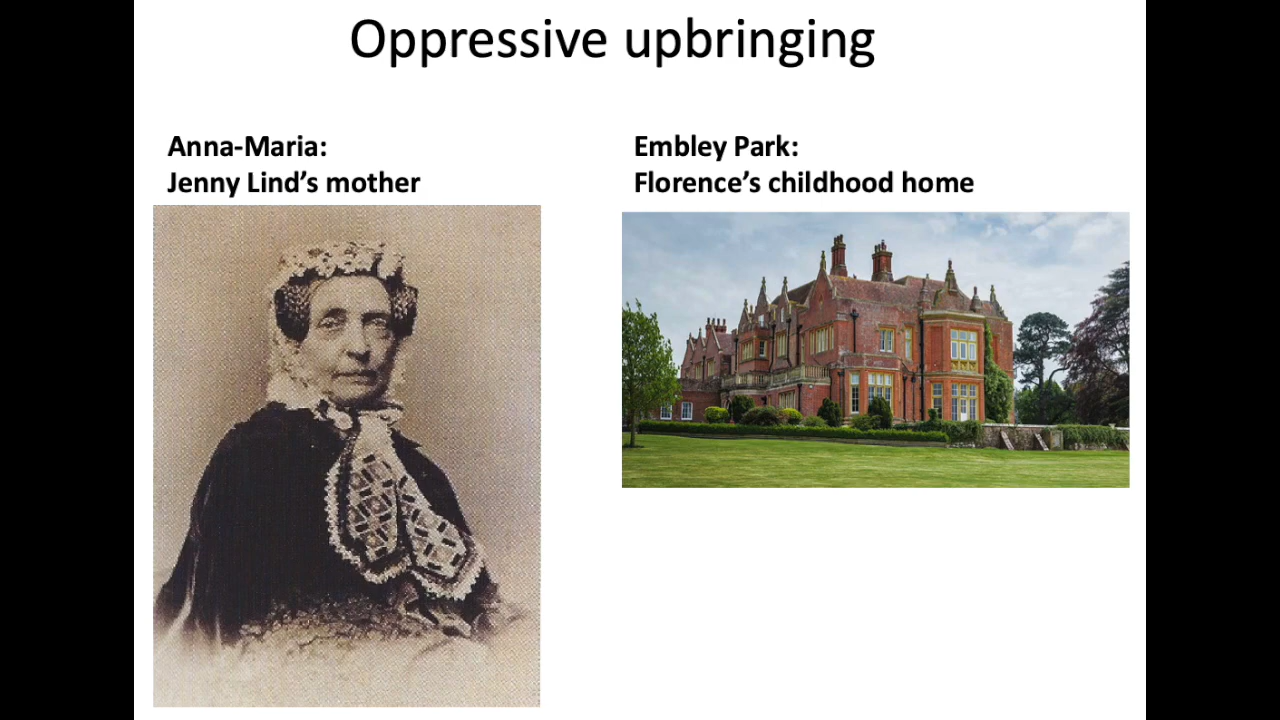 Oppressive upbringing
Anna-Maria:
Jenny Lind’s mother
Embley Park:
Florence’s childhood home